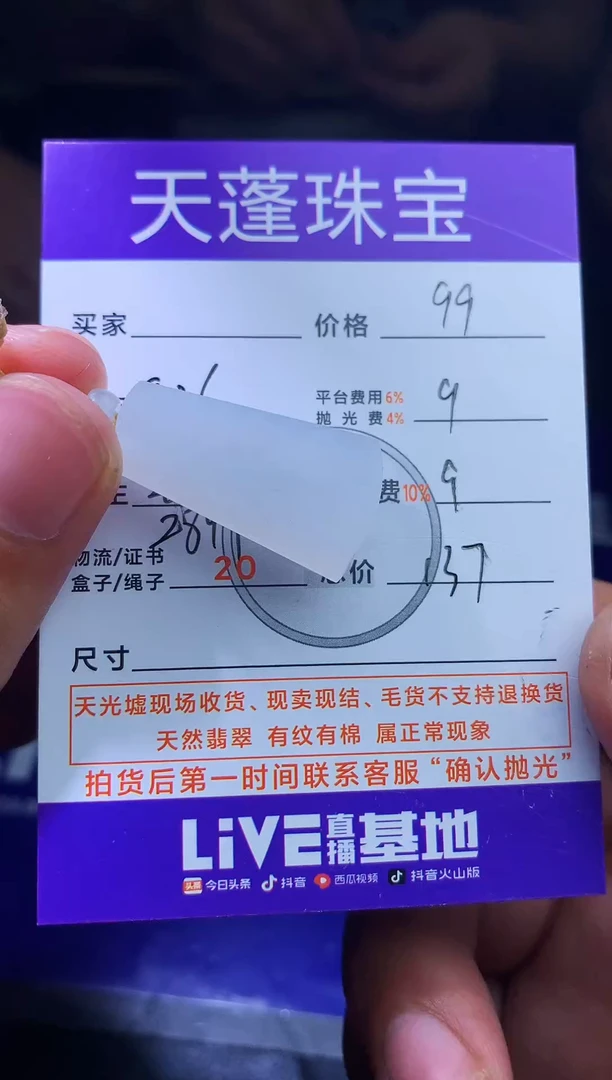 天蓬珠宝
买家 价格 99
平台费用6%
抛光费4% 9
主 费10% 9
289
物流/证书
盒子/绳子 20 总价 137
尺寸
天光墟现场收货、现卖现结、毛货不支持退换货
天然翡翠 有纹有棉 属正常现象
拍货后第一时间联系客服“确认抛光”
LiVE直播基地
头条 今日头条 抖音 西瓜视频 抖音火山版